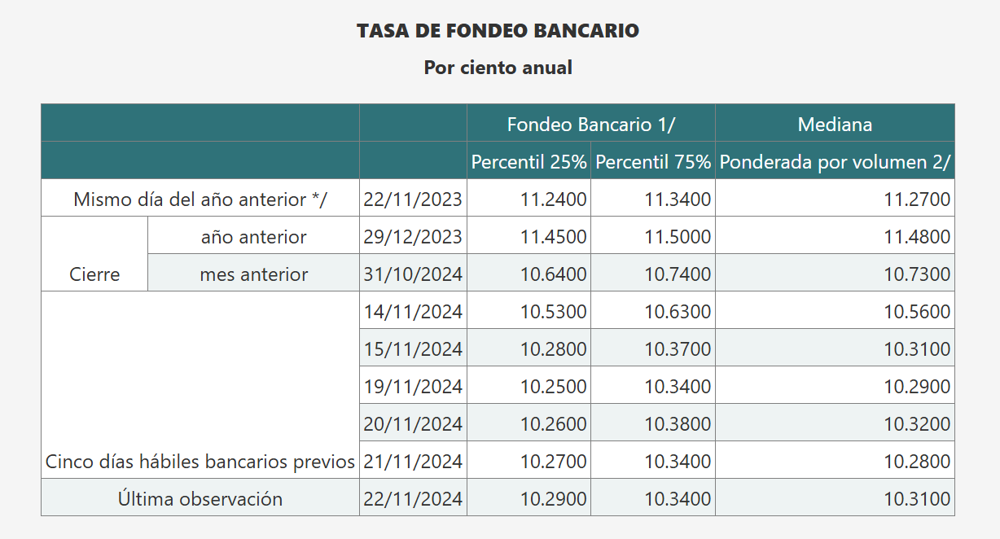 TASA DE FONDEO BANCARIO
Por ciento anual
Fondeo Bancario 1/ Mediana
Percentil 25% Percentil 75% Ponderada por volumen 2/
Mismo día del año anterior */ 22/11/2023 11.2400 11.3400 11.2700
año anterior 29/12/2023 11.4500 11.5000 11.4800
Cierre mes anterior 31/10/2024 10.6400 10.7400 10.7300
14/11/2024 10.5300 10.6300 10.5600
15/11/2024 10.2800 10.3700 10.3100
19/11/2024 10.2500 10.3400 10.2900
20/11/2024 10.2600 10.3800 10.3200
Cinco días hábiles bancarios previos 21/11/2024 10.2700 10.3400 10.2800
Última observación 22/11/2024 10.2900 10.3400 10.3100